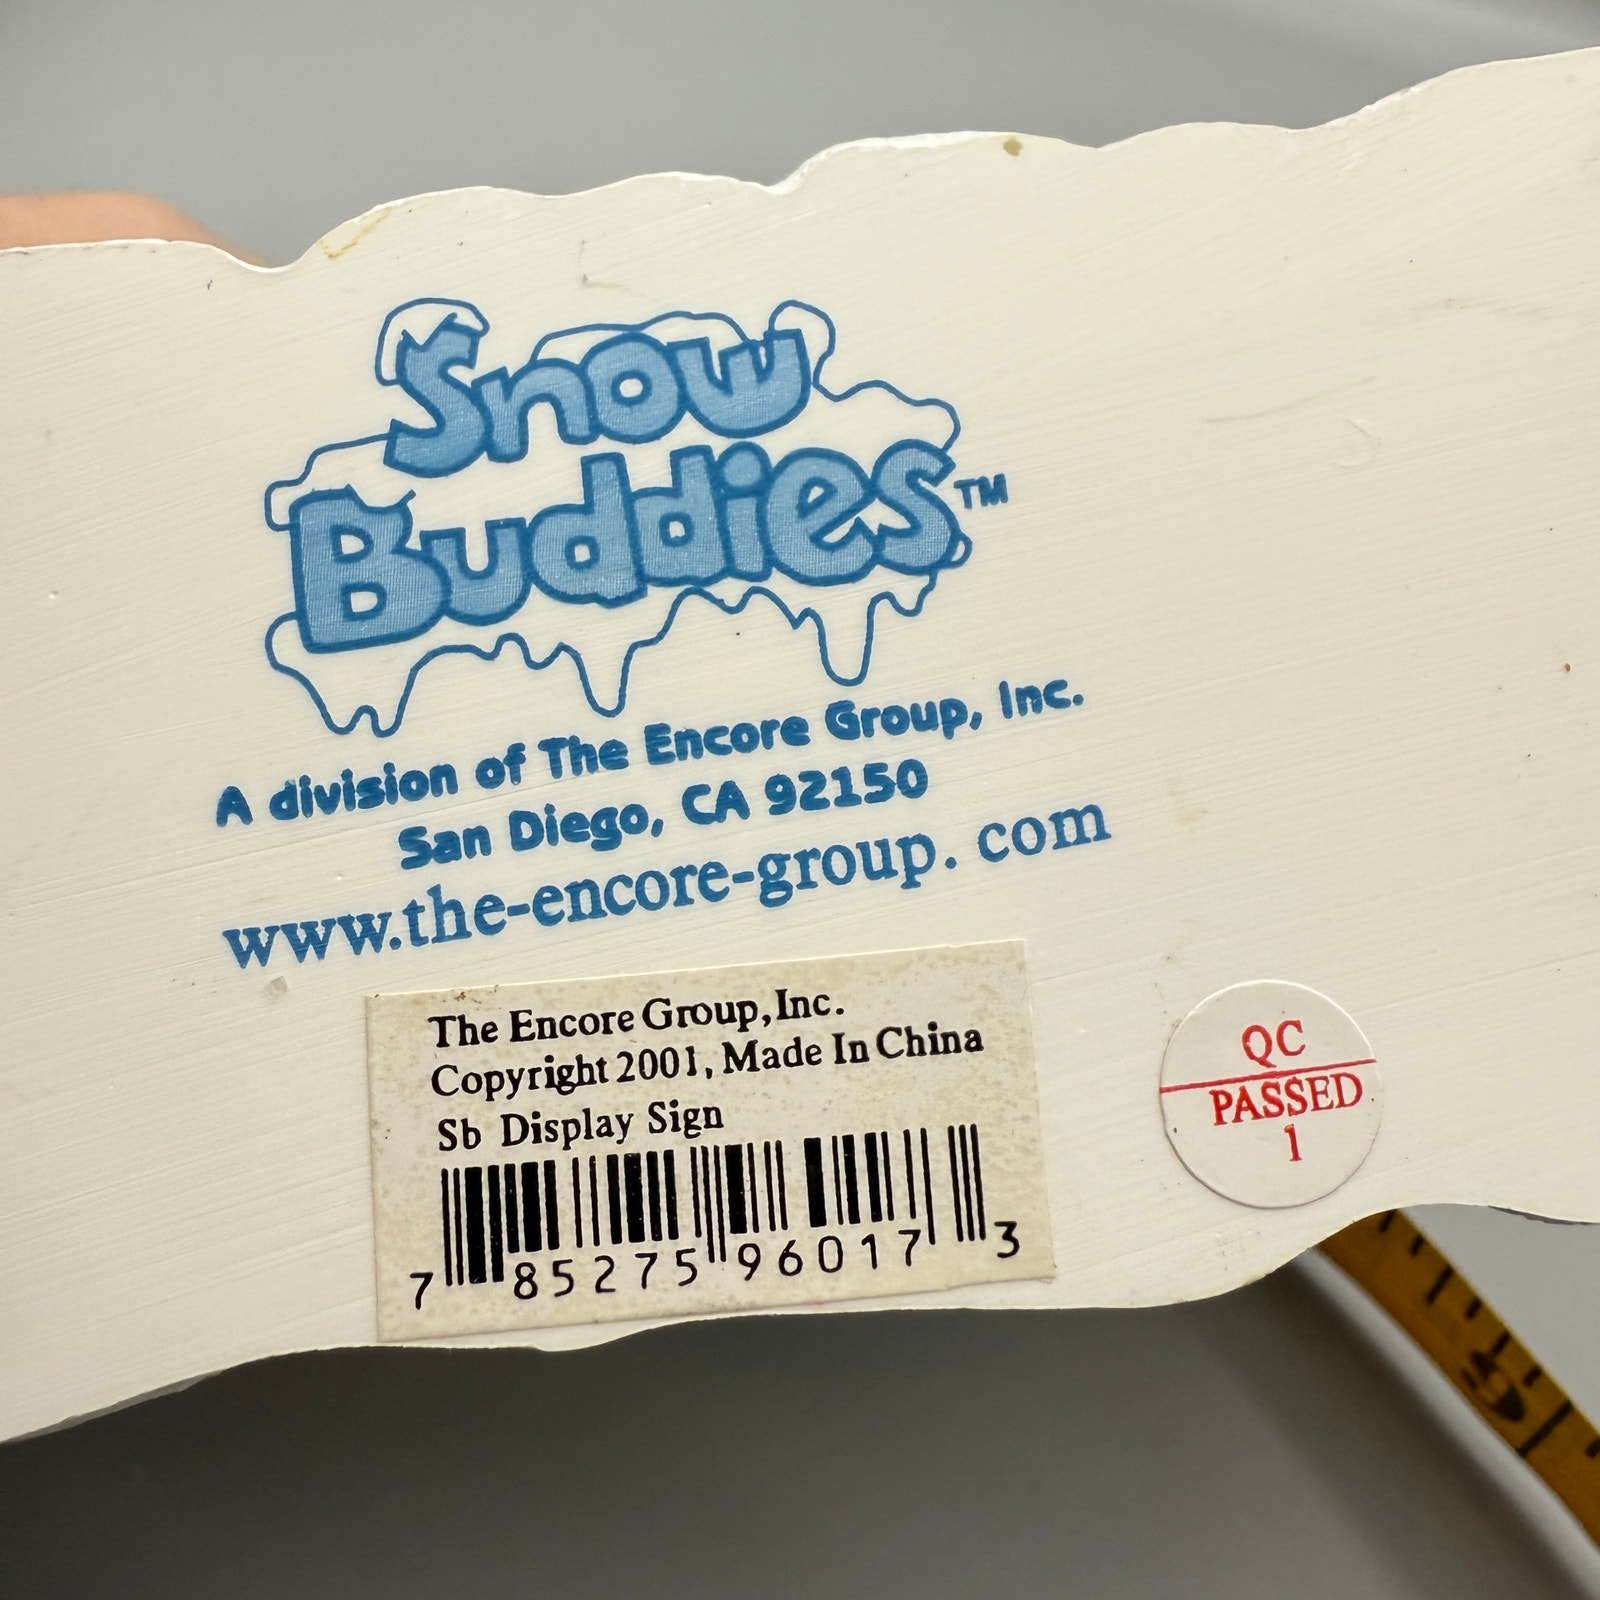 Snow
Buddies™
A division of The Encore Group, Inc.
San Diego, CA 92150
www.the-encore-group. com
The Encore Group, Inc.
Copyright 2001, Made In China
Sb Display Sign
7 85275 96017 3
QC
PASSED
1
9